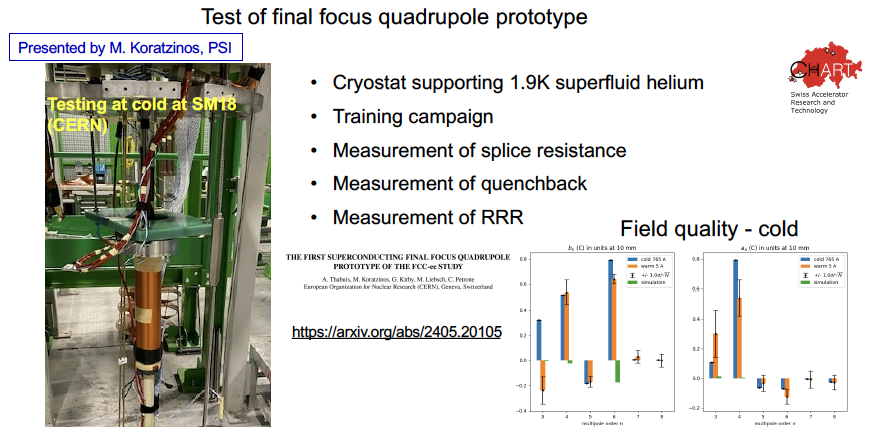 Test of final focus quadrupole prototype
Presented by M. Koratzinos, PSI
Testing at cold at SM18
(CERN)
• Cryostat supporting 1.9K superfluid helium
• Training campaign
• Measurement of splice resistance
• Measurement of quenchback
• Measurement of RRR
CHART
Swiss Accelerator
Research and
Technology
THE FIRST SUPERCONDUCTING FINAL FOCUS QUADRUPOLE
PROTOTYPE OF THE FCC-ee STUDY
A. Thabuis, M. Koratzinos, G. Kirby, M. Liebsch, C. Petrone
European Organization for Nuclear Research (CERN), Geneva, Switzerland
https://arxiv.org/abs/2405.20105
Field quality - cold
bₙ (C) in units at 10 mm
cold 765 A
warm 5 A
+/- 1.0σ/√N
simulation
0.8
0.6
0.4
0.2
0.0
−0.2
−0.4
3 4 5 6 7 8
multipole order n
aₙ (C) in units at 10 mm
cold 765 A
warm 5 A
+/- 1.0σ/√N
simulation
0.8
0.6
0.4
0.2
0.0
−0.2
3 4 5 6 7 8
multipole order n